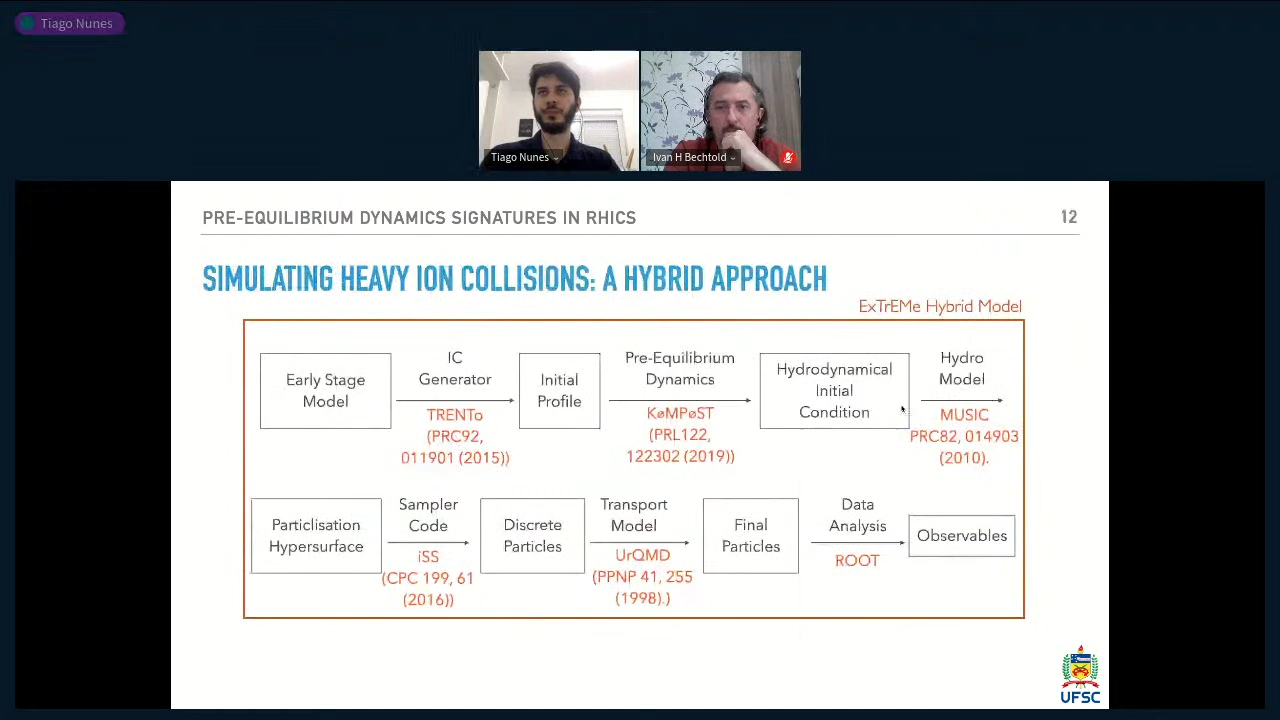 Tiago Nunes
Tiago Nunes
Ivan H Bechtold
PRE-EQUILIBRIUM DYNAMICS SIGNATURES IN RHICS
12
SIMULATING HEAVY ION COLLISIONS: A HYBRID APPROACH
ExTrEMe Hybrid Model
Early Stage
Model
IC
Generator
TRENTo
(PRC92,
011901 (2015))
Initial
Profile
Pre-Equilibrium
Dynamics
KøMPøST
(PRL122,
122302 (2019))
Hydrodynamical
Initial
Condition
Hydro
Model
MUSIC
PRC82, 014903
(2010).
Particlisation
Hypersurface
Sampler
Code
iSS
(CPC 199, 61
(2016))
Discrete
Particles
Transport
Model
UrQMD
(PPNP 41, 255
(1998).)
Final
Particles
Data
Analysis
ROOT
Observables
UFSC